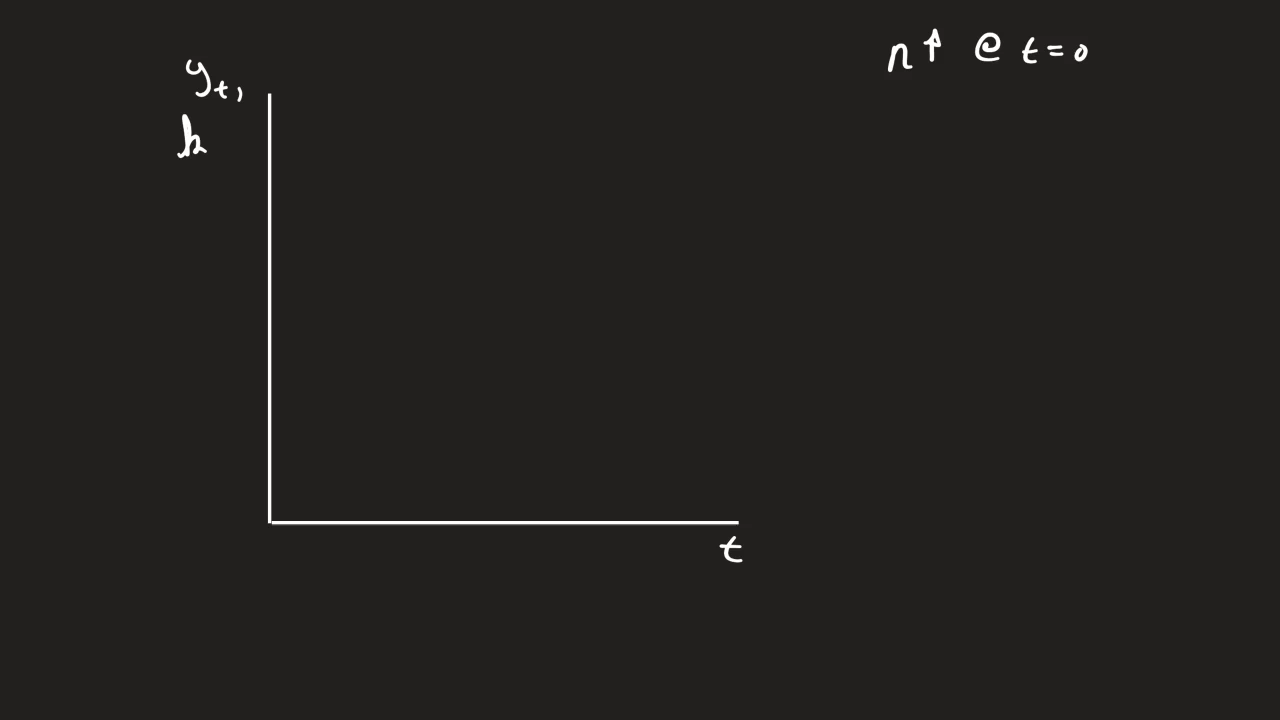 n↑ @ t=0
y_t,
k
t